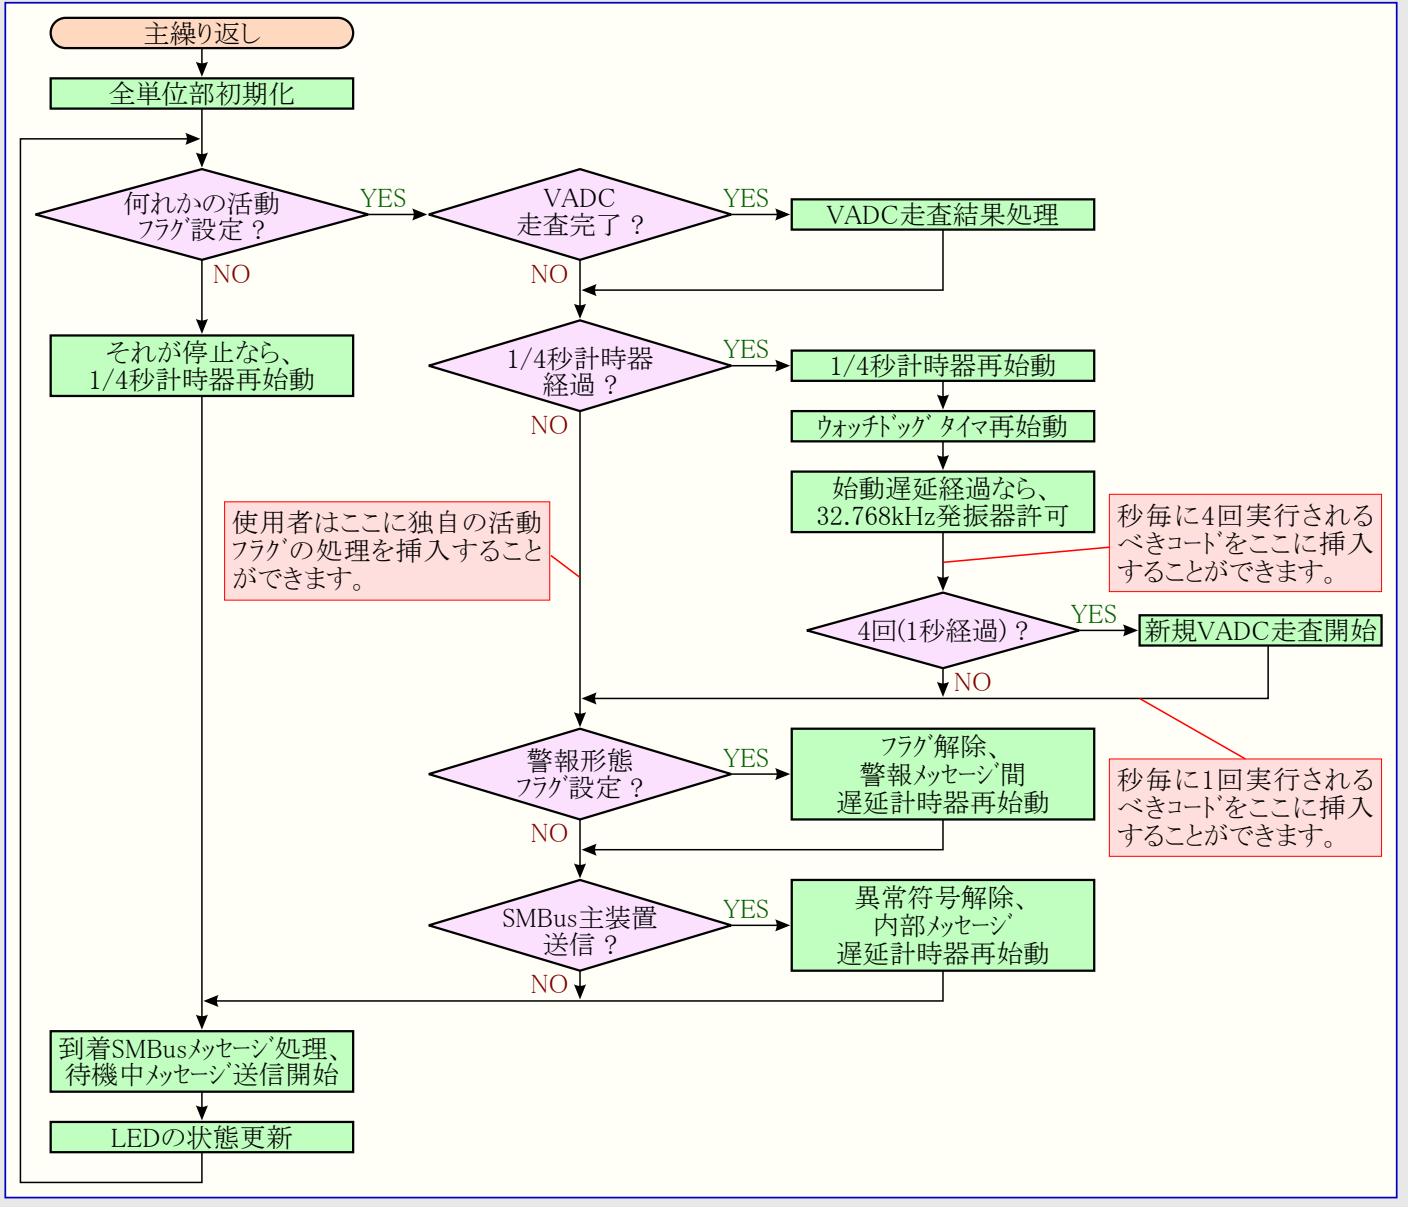 主繰り返し
全単位部初期化
何れかの活動
フラグ設定？
YES
NO
VADC
走査完了？
YES
NO
VADC走査結果処理
それが停止なら、
1/4秒計時器再始動
1/4秒計時器
経過？
YES
NO
1/4秒計時器再始動
ウォッチドッグ タイマ再始動
始動遅延経過なら、
32.768kHz発振器許可
使用者はここに独自の活動
フラグの処理を挿入すること
ができます。
秒毎に4回実行される
べきコードをここに挿入
することができます。
4回(1秒経過)？
YES
NO
新規VADC走査開始
警報形態
フラグ設定？
YES
NO
フラグ解除、
警報メッセージ間
遅延計時器再始動
秒毎に1回実行される
べきコードをここに挿入
することができます。
SMBus主装置
送信？
YES
NO
異常符号解除、
内部メッセージ
遅延計時器再始動
到着SMBusメッセージ処理、
待機中メッセージ送信開始
LEDの状態更新